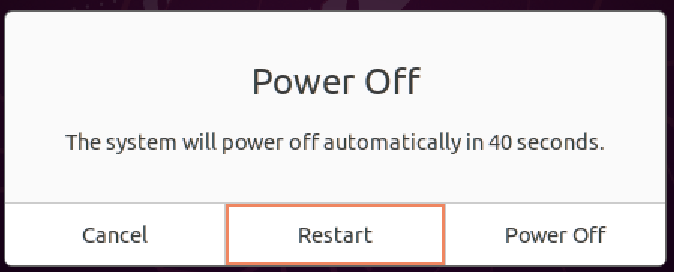 Power Off
The system will power off automatically in 40 seconds.
Cancel Restart Power Off